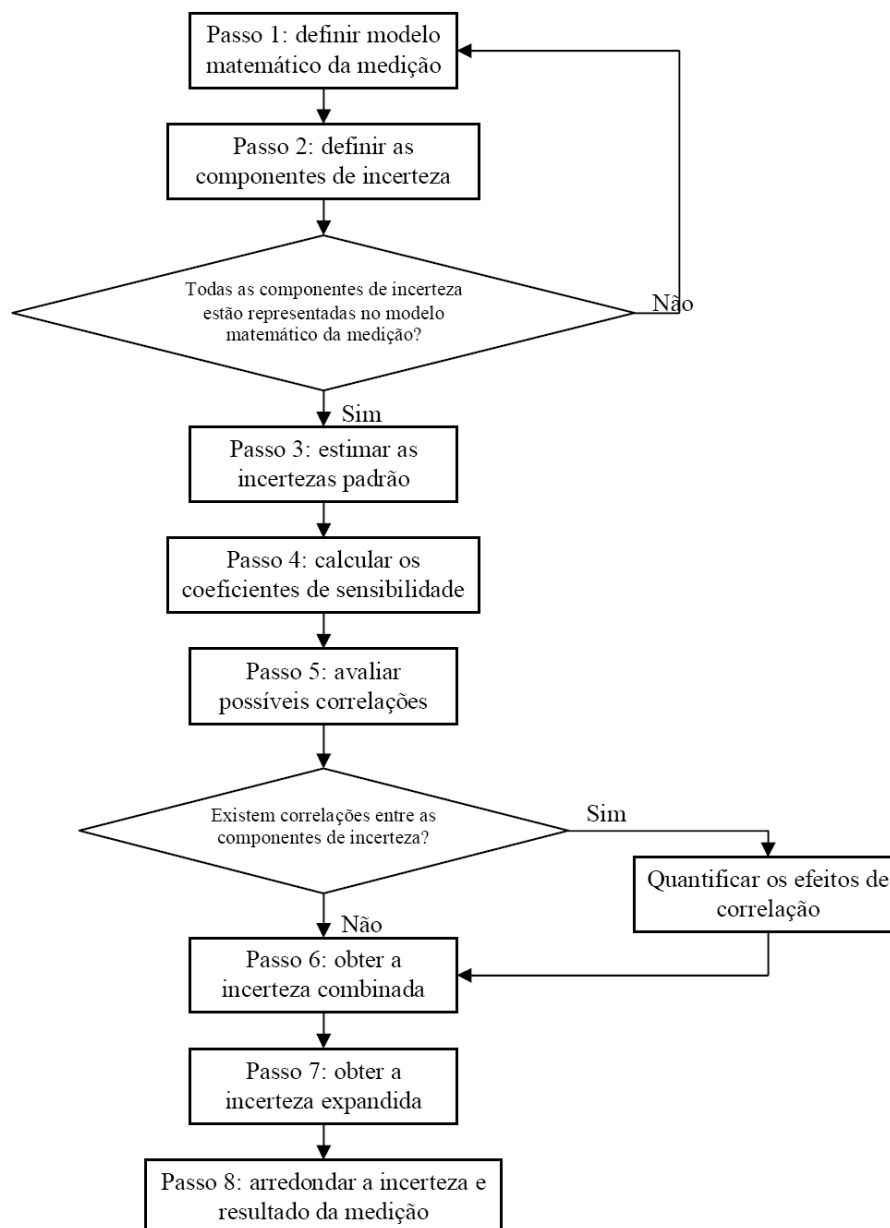 Passo 1: definir modelo
matemático da medição
Passo 2: definir as
componentes de incerteza
Todas as componentes de incerteza
estão representadas no modelo
matemático da medição?
Não
Sim
Passo 3: estimar as
incertezas padrão
Passo 4: calcular os
coeficientes de sensibilidade
Passo 5: avaliar
possíveis correlações
Existem correlações entre as
componentes de incerteza?
Sim
Quantificar os efeitos de
correlação
Não
Passo 6: obter a
incerteza combinada
Passo 7: obter a
incerteza expandida
Passo 8: arredondar a incerteza e
resultado da medição